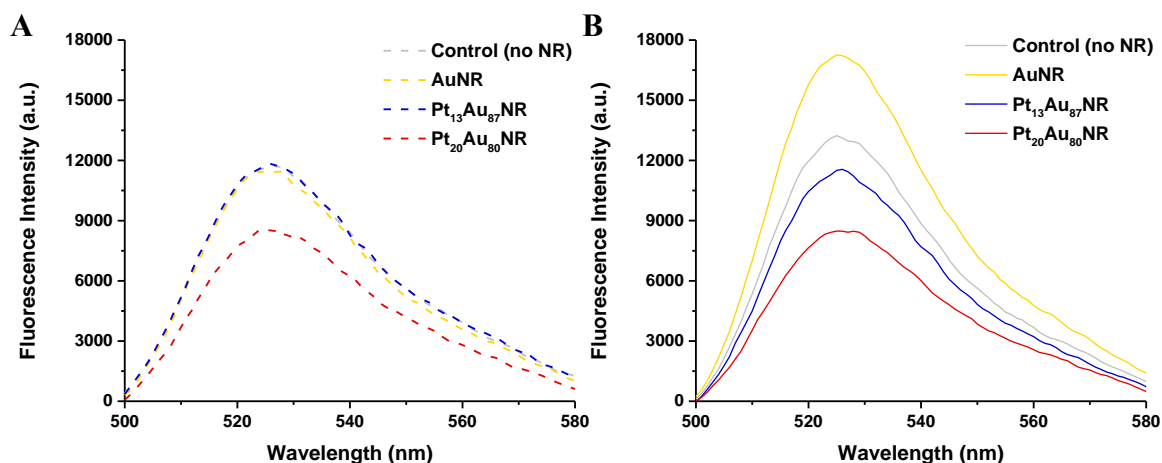 A
Fluorescence Intensity (a.u.)
18000
15000
12000
9000
6000
3000
0
Control (no NR)
AuNR
Pt₁₃Au₈₇NR
Pt₂₀Au₈₀NR
500
520
540
560
580
Wavelength (nm)
B
Fluorescence Intensity (a.u.)
18000
15000
12000
9000
6000
3000
0
Control (no NR)
AuNR
Pt₁₃Au₈₇NR
Pt₂₀Au₈₀NR
500
520
540
560
580
Wavelength (nm)